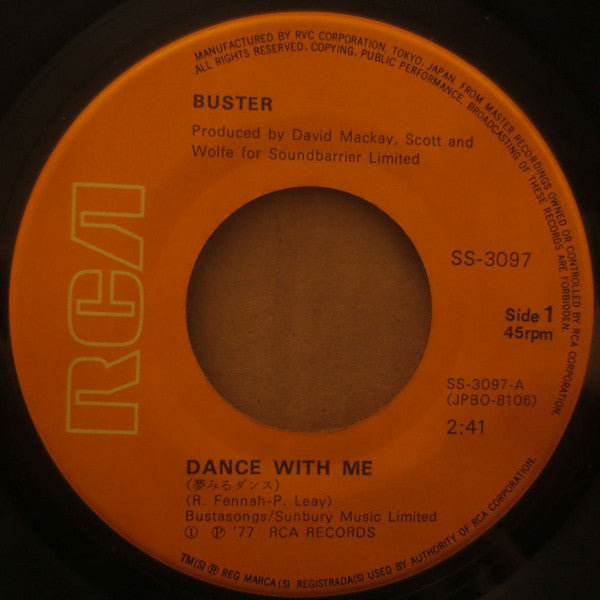 MANUFACTURED BY RVC CORPORATION, TOKYO, JAPAN, FROM MASTER RECORDINGS OWNED OR CONTROLLED BY RCA CORPORATION.
ALL RIGHTS RESERVED, COPYING, PUBLIC PERFORMANCE, BROADCASTING OF THESE RECORDS ARE FORBIDDEN.
BUSTER
Produced by David Mackay, Scott and
Wolfe for Soundbarrier Limited
RCA
SS-3097
Side 1
45rpm
SS-3097-A
(JPBO-8106)
2:41
DANCE WITH ME
(夢みるダンス)
(R. Fennah-P. Leay)
Bustasongs/Sunbury Music Limited
① Ⓟ '77 RCA RECORDS
TM(S) ® REG MARCA(S) REGISTRADA(S) USED BY AUTHORITY OF RCA CORPORATION.